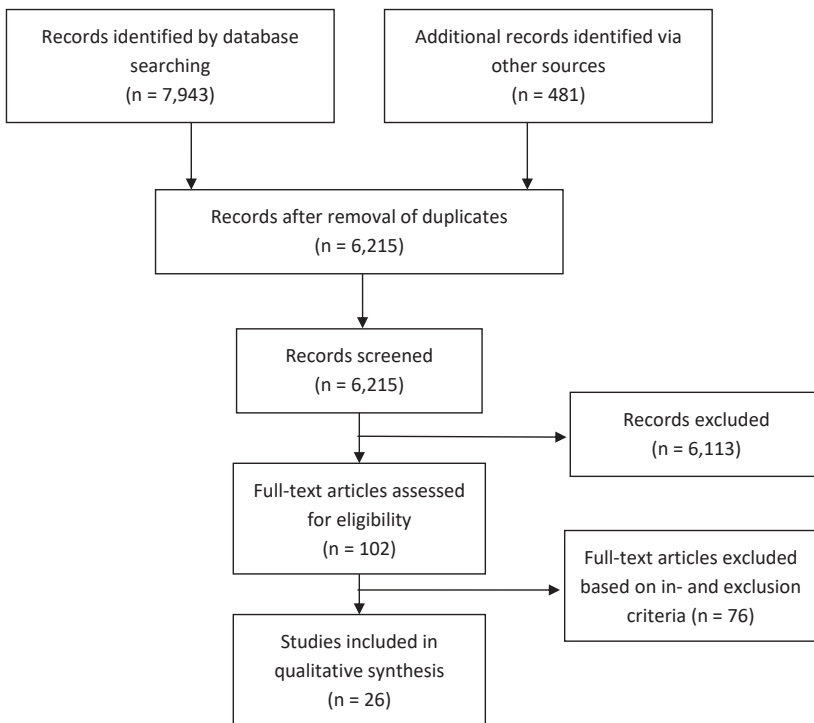 Records identified by database
searching
(n = 7,943)
Additional records identified via
other sources
(n = 481)
Records after removal of duplicates
(n = 6,215)
Records screened
(n = 6,215)
Records excluded
(n = 6,113)
Full-text articles assessed
for eligibility
(n = 102)
Full-text articles excluded
based on in- and exclusion
criteria (n = 76)
Studies included in
qualitative synthesis
(n = 26)